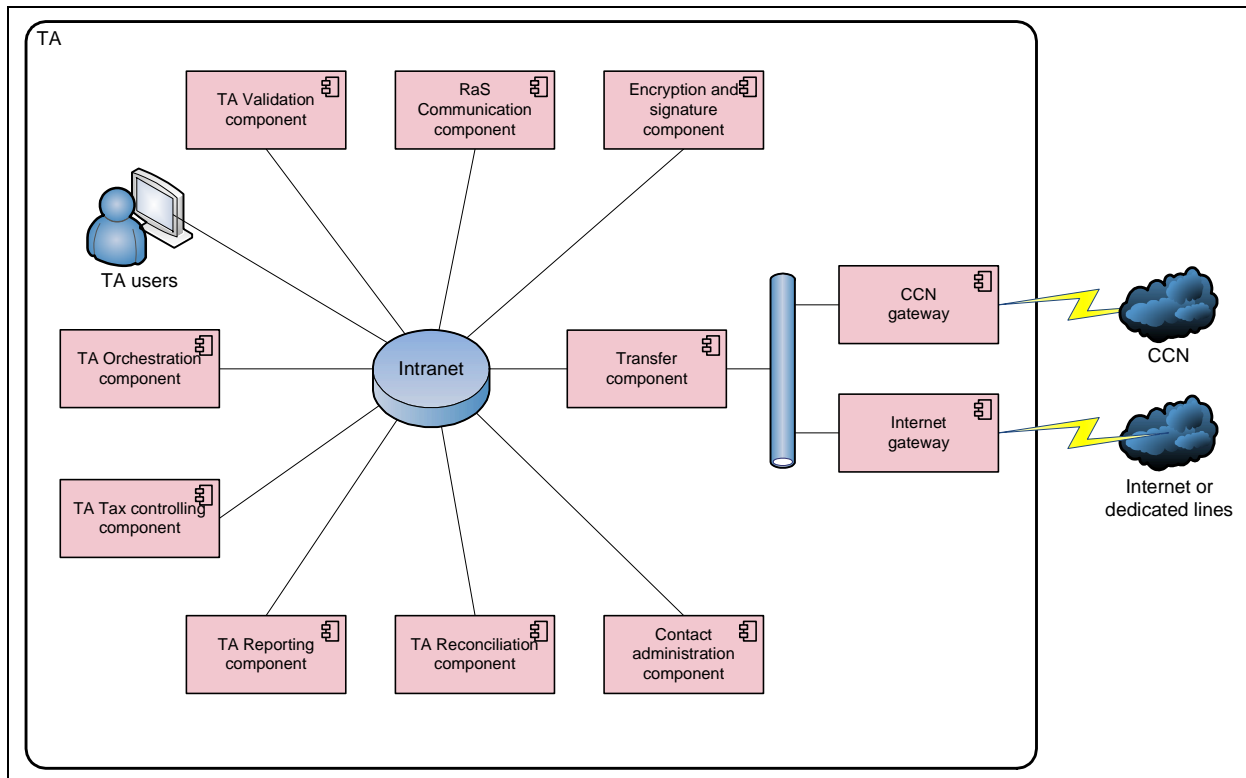 TA
TA Validation
component
RaS
Communication
component
Encryption and
signature
component
TA users
CCN
gateway
CCN
TA Orchestration
component
Intranet
Transfer
component
Internet
gateway
Internet or
dedicated lines
TA Tax controlling
component
TA Reporting
component
TA Reconciliation
component
Contact
administration
component